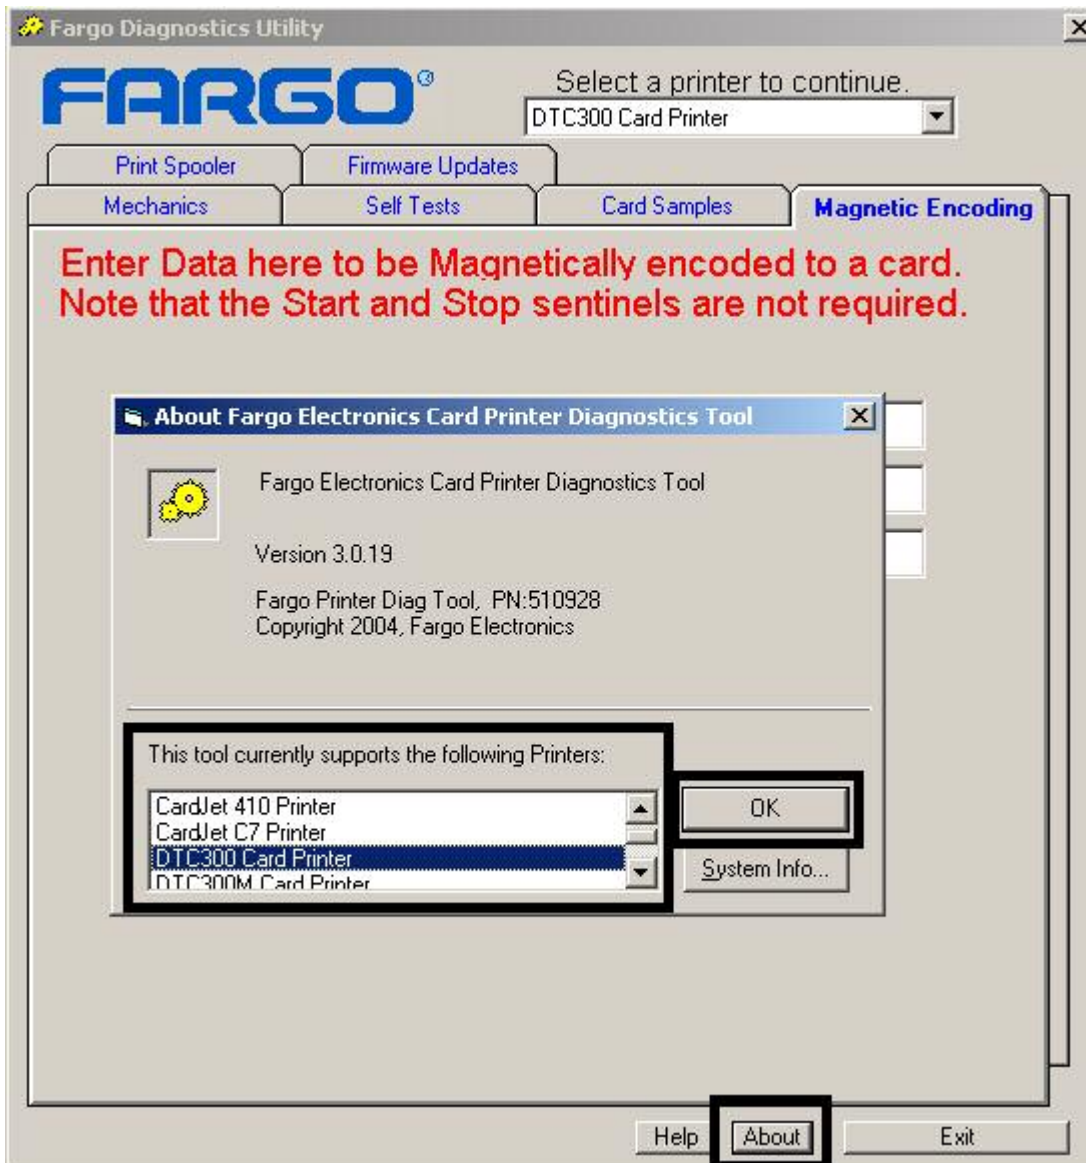 Fargo Diagnostics Utility
FARGO®
Select a printer to continue.
DTC300 Card Printer
Print Spooler
Firmware Updates
Mechanics
Self Tests
Card Samples
Magnetic Encoding
Enter Data here to be Magnetically encoded to a card.
Note that the Start and Stop sentinels are not required.
About Fargo Electronics Card Printer Diagnostics Tool
Fargo Electronics Card Printer Diagnostics Tool
Version 3.0.19
Fargo Printer Diag Tool, PN:510928
Copyright 2004, Fargo Electronics
This tool currently supports the following Printers:
CardJet 410 Printer
CardJet C7 Printer
DTC300 Card Printer
DTC300M Card Printer
OK
System Info...
Help
About
Exit